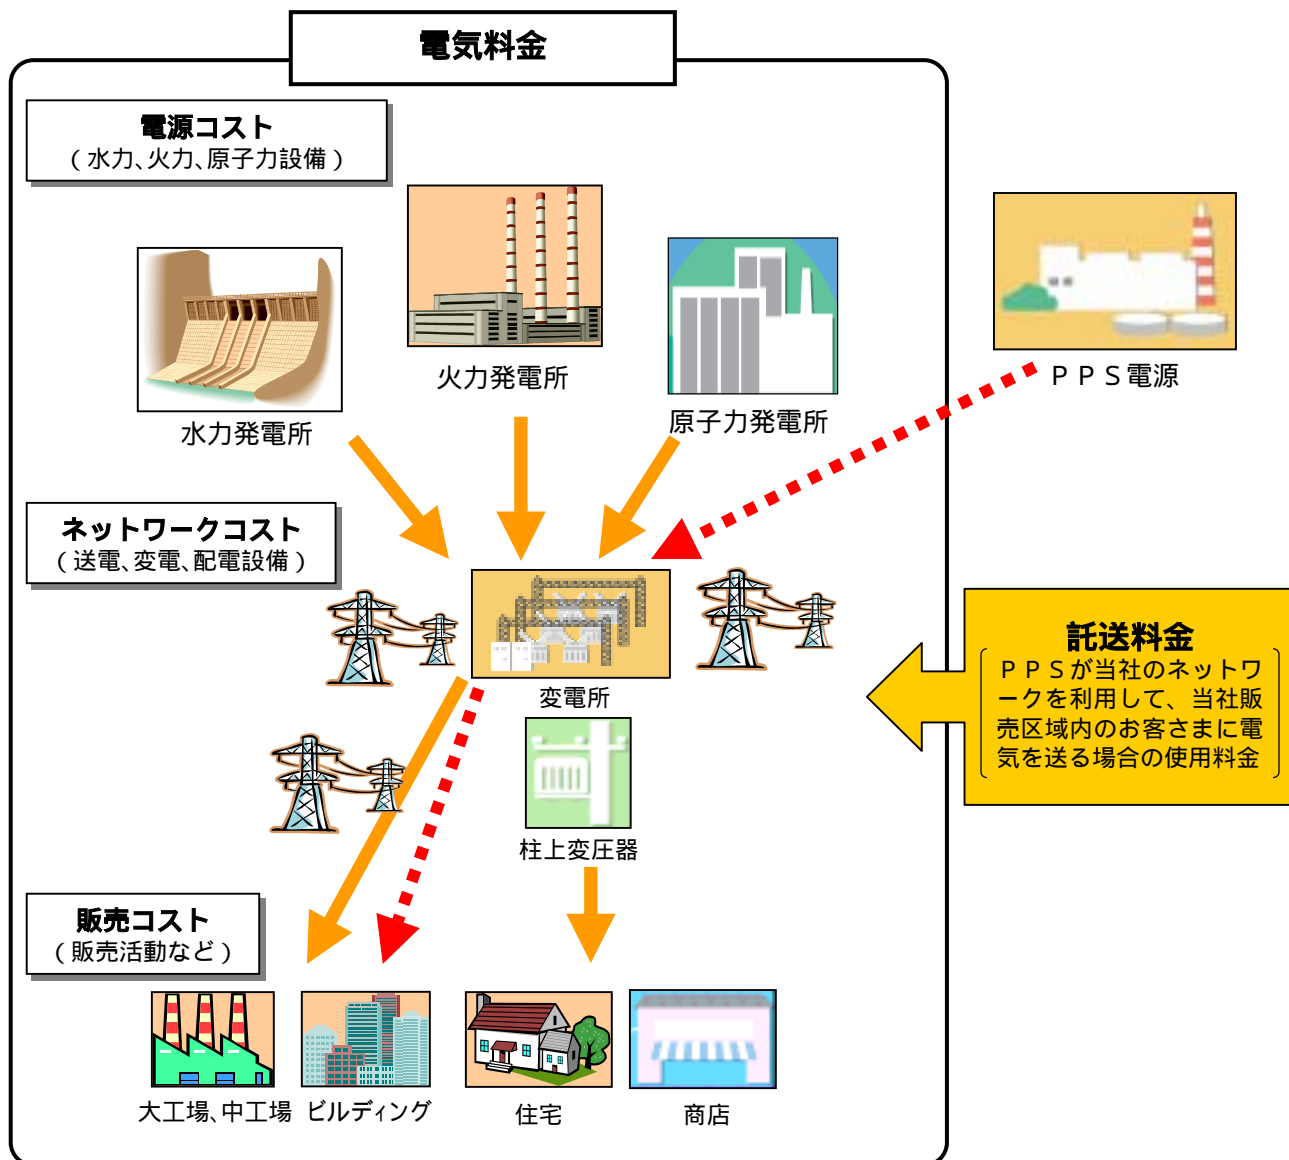 電気料金
電源コスト
（水力、火力、原子力設備）
火力発電所
ＰＰＳ電源
水力発電所
原子力発電所
ネットワークコスト
（送電、変電、配電設備）
託送料金
ＰＰＳが当社のネットワ
ークを利用して、当社販
売区域内のお客さまに電
気を送る場合の使用料金
変電所
柱上変圧器
販売コスト
（販売活動など）
大工場、中工場
ビルディング
住宅
商店